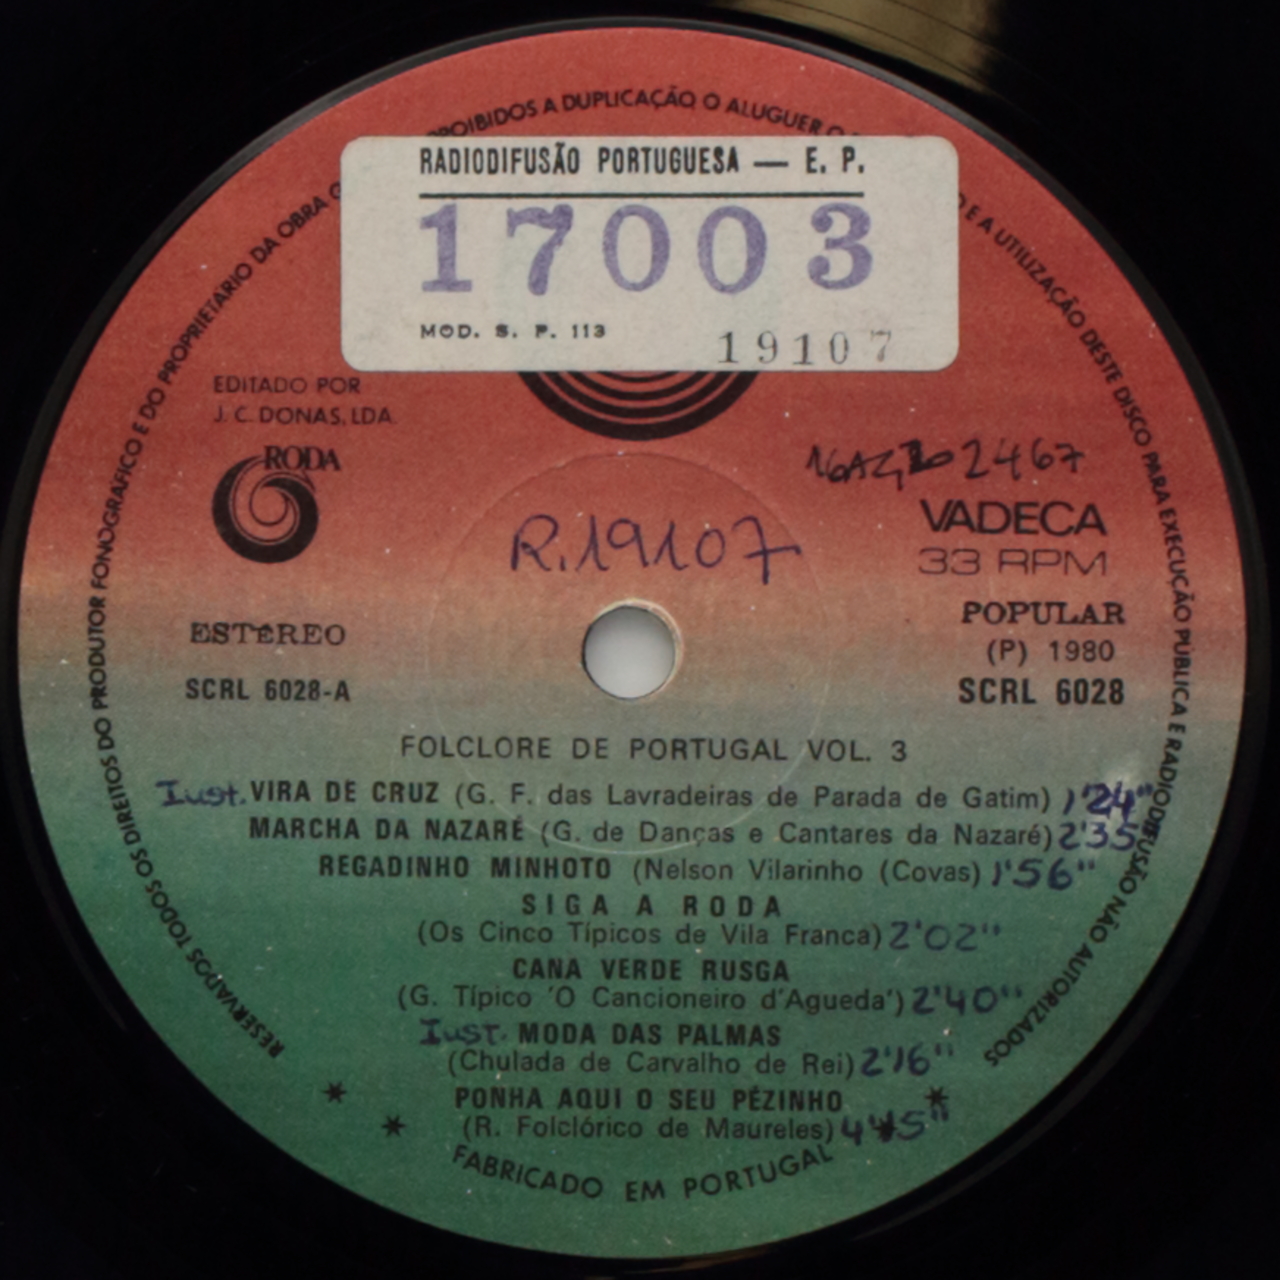 RESERVADOS TODOS OS DIREITOS DO PRODUTOR FONOGRAFICO E DO PROPRIETARIO DA OBRA
PROIBIDOS A DUPLICAÇÃO O ALUGUER O
E A UTILIZAÇÃO DESTE DISCO PARA EXECUÇÃO PUBLICA E RADIODIFUSÃO NÃO AUTORIZADOS
RADIODIFUSÃO PORTUGUESA — E. P.
17003
MOD. S. P. 113
19107
EDITADO POR
J. C. DONAS, LDA.
RODA
2467
VADECA
33 RPM
R.19107
POPULAR
ESTÉREO
(P) 1980
SCRL 6028-A
SCRL 6028
FOLCLORE DE PORTUGAL VOL. 3
Iust. VIRA DE CRUZ (G. F. das Lavradeiras de Parada de Gatim) 1'24"
MARCHA DA NAZARÉ (G. de Danças e Cantares da Nazaré) 2'35"
REGADINHO MINHOTO (Nelson Vilarinho (Covas) 1'56"
SIGA A RODA
(Os Cinco Típicos de Vila Franca) 2'02"
CANA VERDE RUSGA
(G. Típico 'O Cancioneiro d'Agueda') 2'40"
Iust. MODA DAS PALMAS
(Chulada de Carvalho de Rei) 2'16"
PONHA AQUI O SEU PÉZINHO
(R. Folclórico de Maureles)
FABRICADO EM PORTUGAL